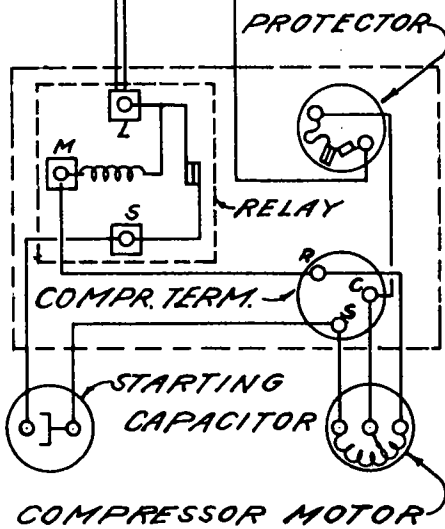 PROTECTOR
L
M
S
RELAY
R
COMPR. TERM.
C
S
STARTING
CAPACITOR
COMPRESSOR MOTOR